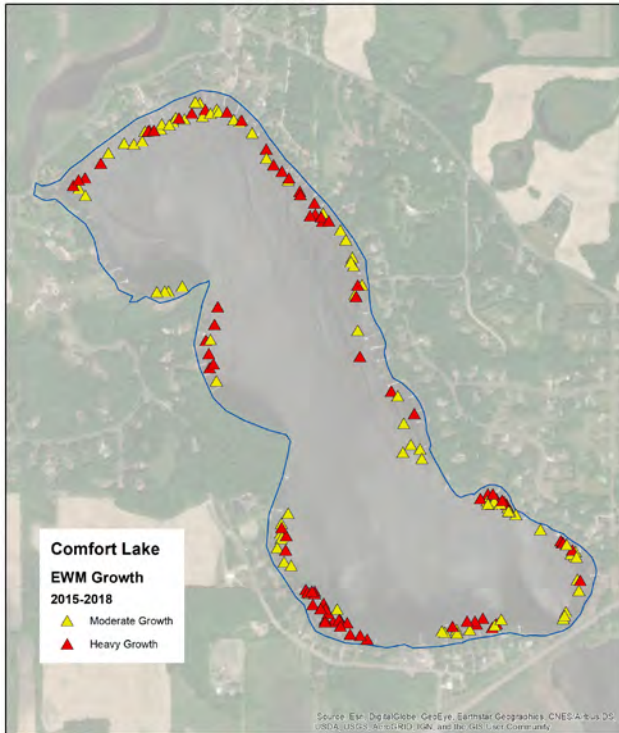 Comfort Lake
EWM Growth
2015-2018
Moderate Growth
Heavy Growth
Source: Esri, DigitalGlobe, GeoEye, Earthstar Geographics, CNES/Airbus DS,
USDA, USGS, AeroGRID, IGN, and the GIS User Community